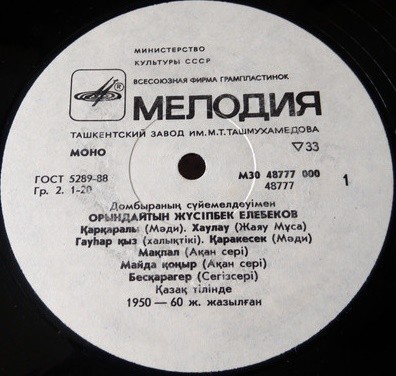 МИНИСТЕРСТВО
КУЛЬТУРЫ СССР
ВСЕСОЮЗНАЯ ФИРМА ГРАМПЛАСТИНОК
® МЕЛОДИЯ
ТАШКЕНТСКИЙ ЗАВОД ИМ.М.Т.ТАШМУХАМЕДОВА
МОНО ▽33
ГОСТ 5289-88 М30 48777 000
Гр. 2. 1-20 48777 1
Домбыраның сүйемелдеуімен
ОРЫНДАЙТЫН ЖҮСІПБЕК ЕЛЕБЕКОВ
Қарқаралы (Мәди). Хаулау (Жаяу Мұса)
Гауһар қыз (халықтікі). Қаракесек (Мәди)
Мақпал (Ақан сері)
Майда қоңыр (Ақан сері)
Бесқарагер (Сегізсері)
Қазақ тілінде
1950 — 60 ж. жазылған